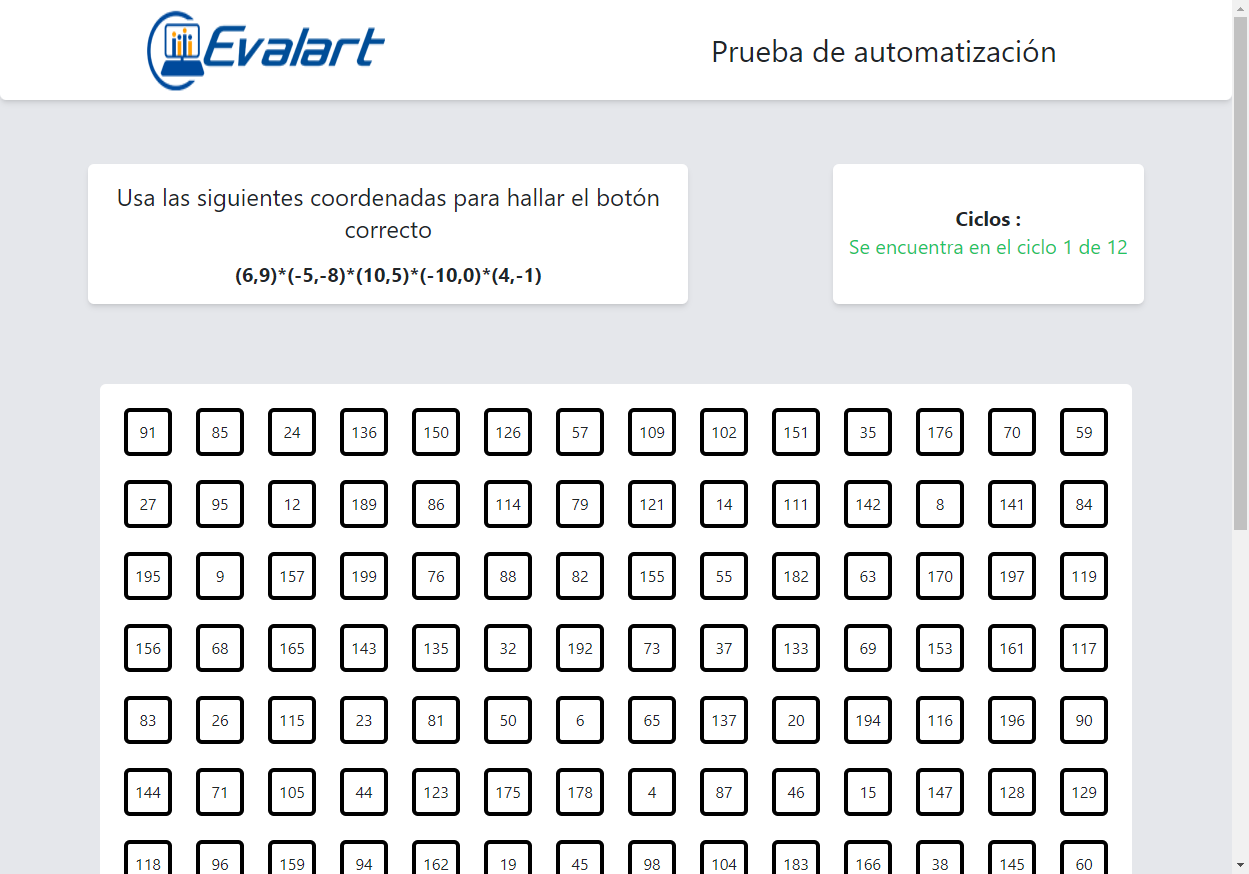 Evalart
Prueba de automatización
Usa las siguientes coordenadas para hallar el botón
correcto
(6,9)*(-5,-8)*(10,5)*(-10,0)*(4,-1)
Ciclos :
Se encuentra en el ciclo 1 de 12
91 85 24 136 150 126 57 109 102 151 35 176 70 59
27 95 12 189 86 114 79 121 14 111 142 8 141 84
195 9 157 199 76 88 82 155 55 182 63 170 197 119
156 68 165 143 135 32 192 73 37 133 69 153 161 117
83 26 115 23 81 50 6 65 137 20 194 116 196 90
144 71 105 44 123 175 178 4 87 46 15 147 128 129
118 96 159 94 162 19 45 98 104 183 166 38 145 60